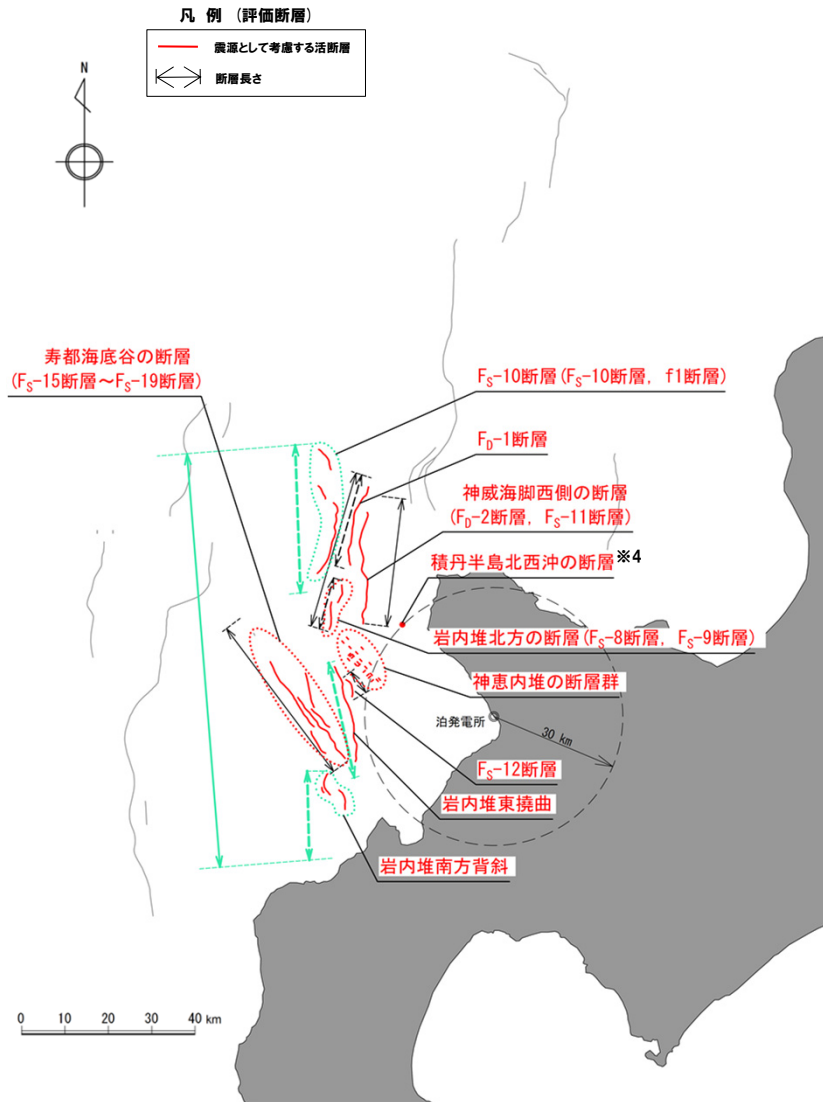 凡 例 (評価断層)
震源として考慮する活断層
断層長さ
N
寿都海底谷の断層
(FS-15断層～FS-19断層)
FS-10断層(FS-10断層, f1断層)
FD-1断層
神威海脚西側の断層
(FD-2断層, FS-11断層)
積丹半島北西沖の断層※4
岩内堆北方の断層(FS-8断層, FS-9断層)
神恵内堆の断層群
泊発電所
30 km
FS-12断層
岩内堆東撓曲
岩内堆南方背斜
0 10 20 30 40 km